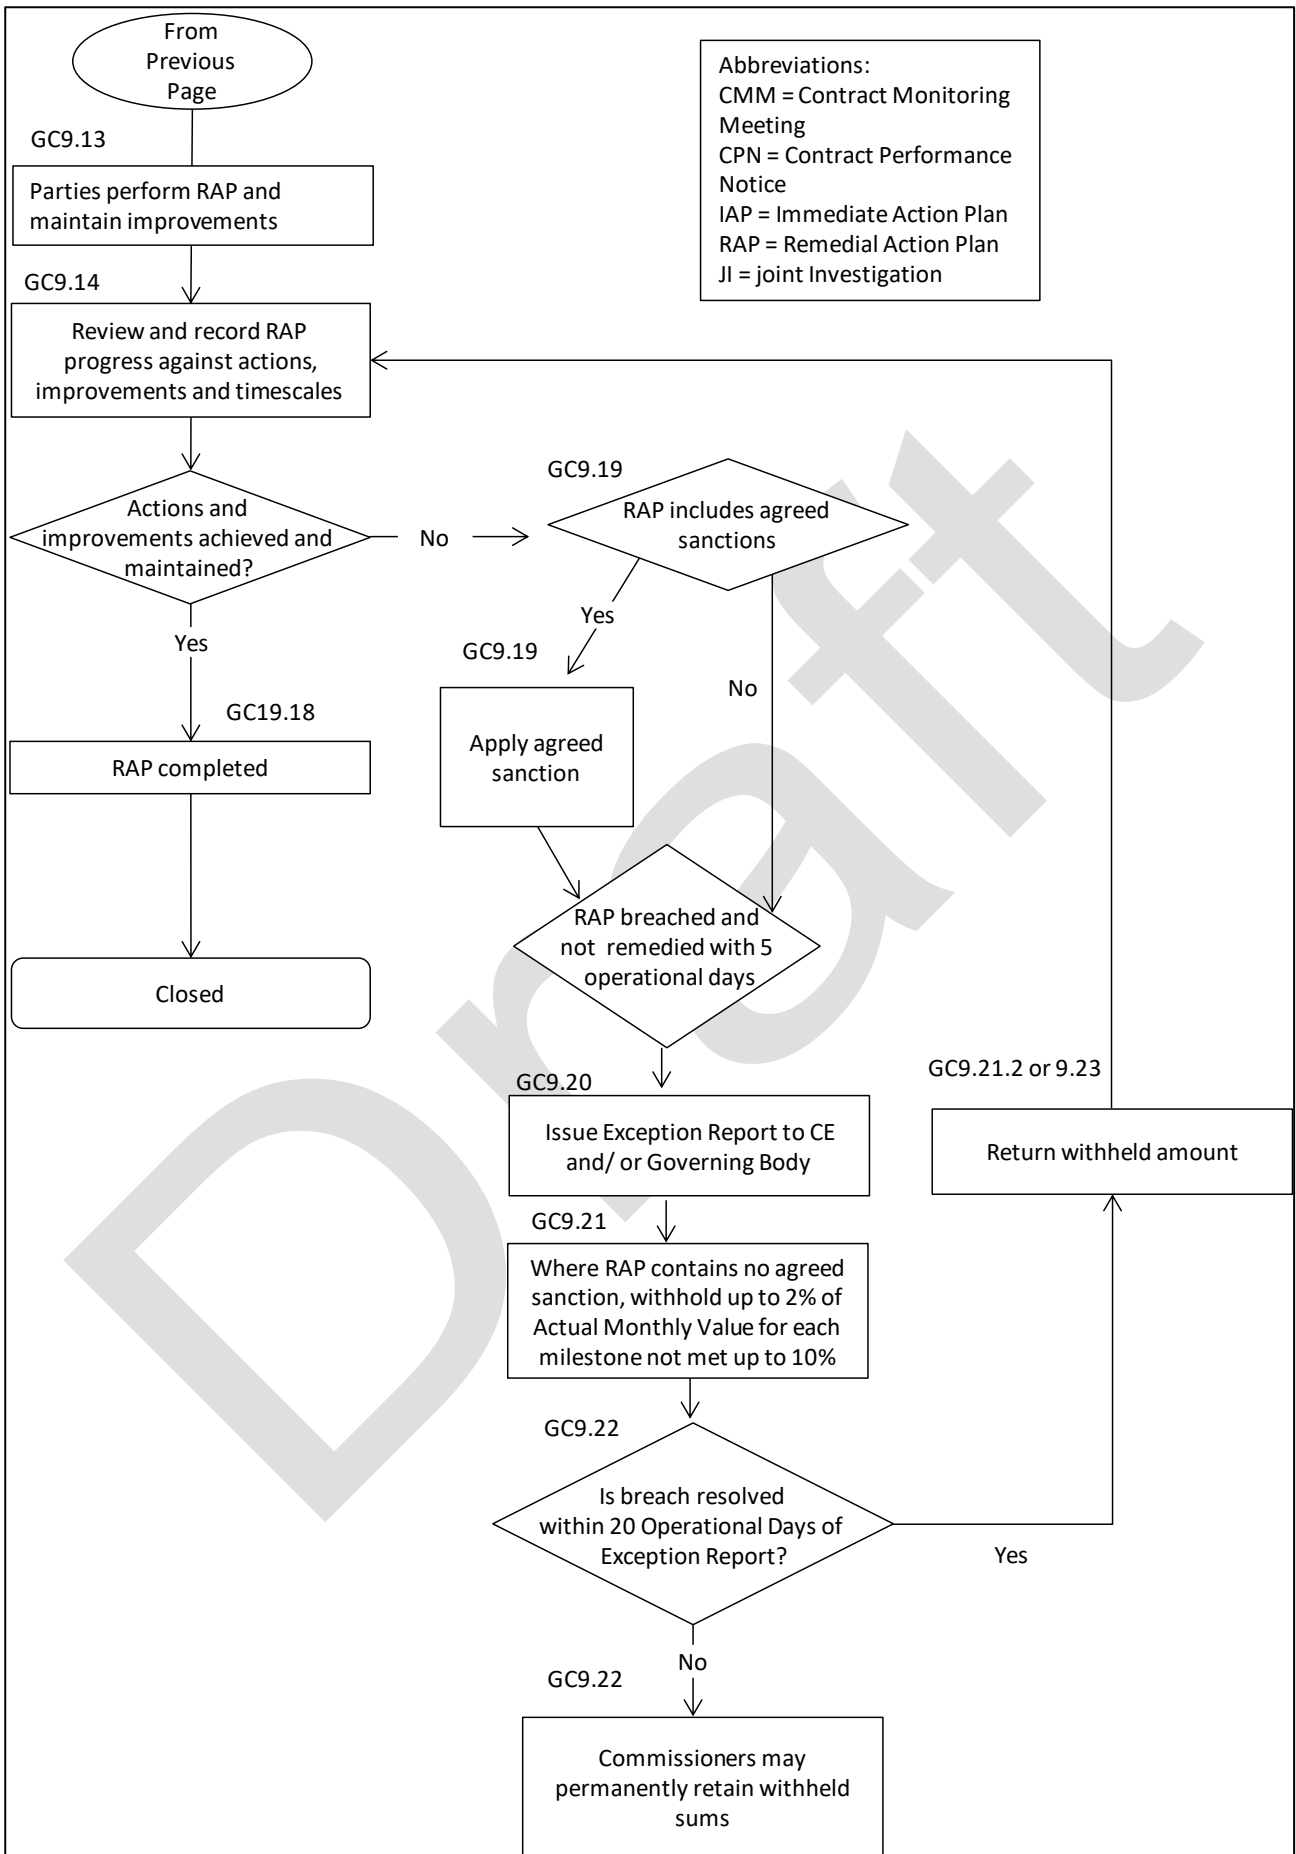 From
Previous
Page
Abbreviations:
CMM = Contract Monitoring
Meeting
CPN = Contract Performance
Notice
IAP = Immediate Action Plan
RAP = Remedial Action Plan
JI = joint Investigation
GC9.13
Parties perform RAP and
maintain improvements
GC9.14
Review and record RAP
progress against actions,
improvements and timescales
Actions and
improvements achieved and
maintained?
No
GC9.19
RAP includes agreed
sanctions
Yes
Yes
GC9.19
No
GC19.18
RAP completed
Apply agreed
sanction
Closed
RAP breached and
not remedied with 5
operational days
GC9.20
Issue Exception Report to CE
and/ or Governing Body
GC9.21.2 or 9.23
Return withheld amount
GC9.21
Where RAP contains no agreed
sanction, withhold up to 2% of
Actual Monthly Value for each
milestone not met up to 10%
GC9.22
Is breach resolved
within 20 Operational Days of
Exception Report?
Yes
No
GC9.22
Commissioners may
permanently retain withheld
sums
Draft